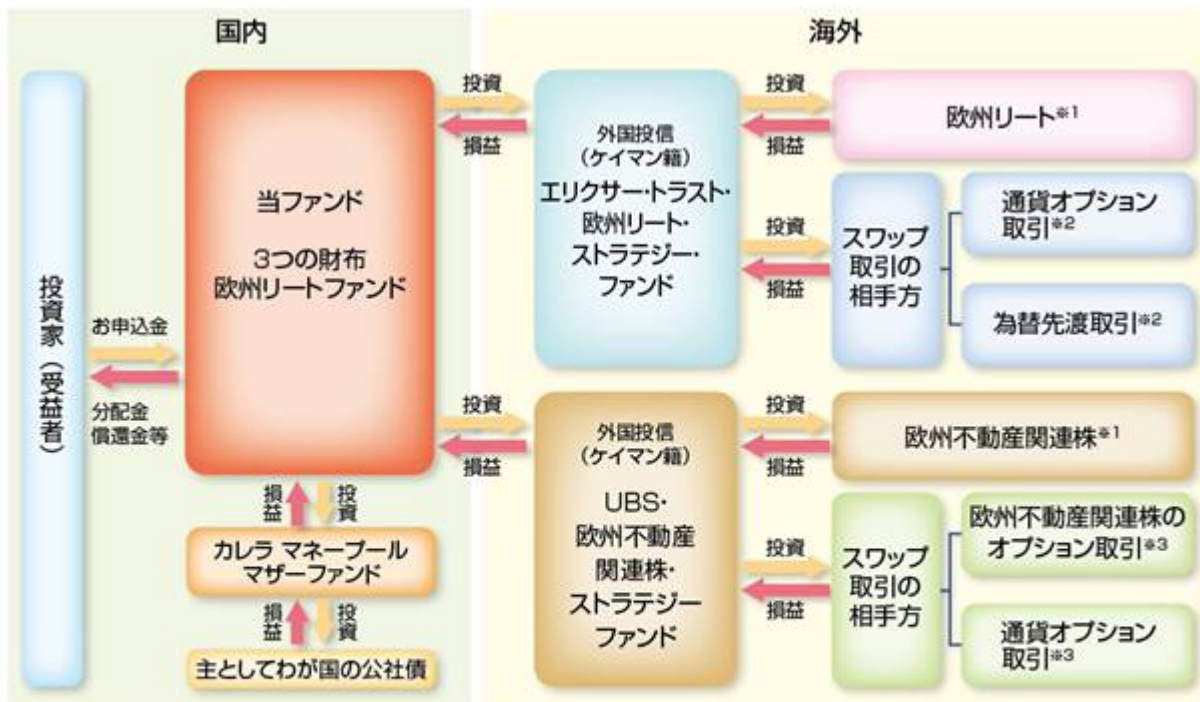 国内
海外
投資家（受益者）
お申込金
分配金
償還金等
当ファンド
3つの財布
欧州リートファンド
損益
投資
カレラ マネープール
マザーファンド
損益
投資
主としてわが国の公社債
投資
損益
外国投信
（ケイマン籍）
エリクサー・トラスト・
欧州リート・
ストラテジー・
ファンド
投資
損益
欧州リート※1
投資
損益
スワップ
取引の
相手方
通貨オプション
取引※2
為替先渡取引※2
投資
損益
外国投信
（ケイマン籍）
UBS・
欧州不動産
関連株・
ストラテジー
ファンド
投資
損益
欧州不動産関連株※1
投資
損益
スワップ
取引の
相手方
欧州不動産関連株の
オプション取引※3
通貨オプション
取引※3